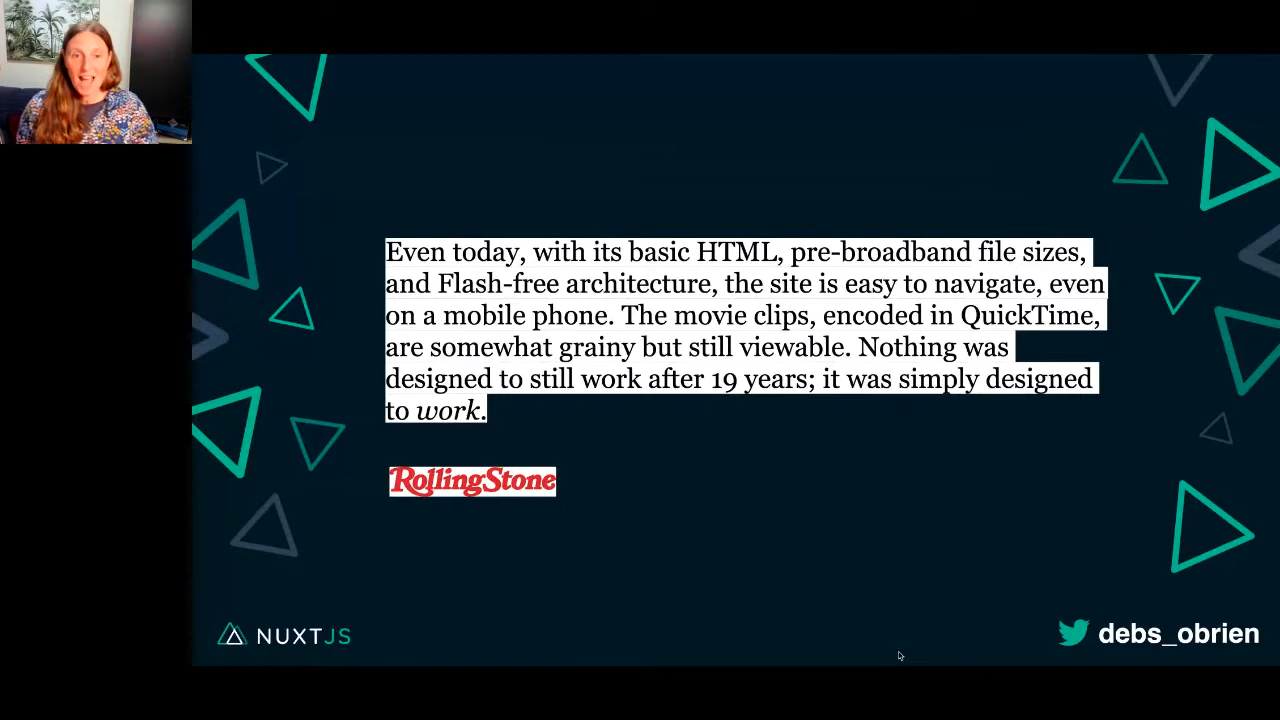 Even today, with its basic HTML, pre-broadband file sizes,
and Flash-free architecture, the site is easy to navigate, even
on a mobile phone. The movie clips, encoded in QuickTime,
are somewhat grainy but still viewable. Nothing was
designed to still work after 19 years; it was simply designed
to work.
RollingStone
NUXTJS
debs_obrien